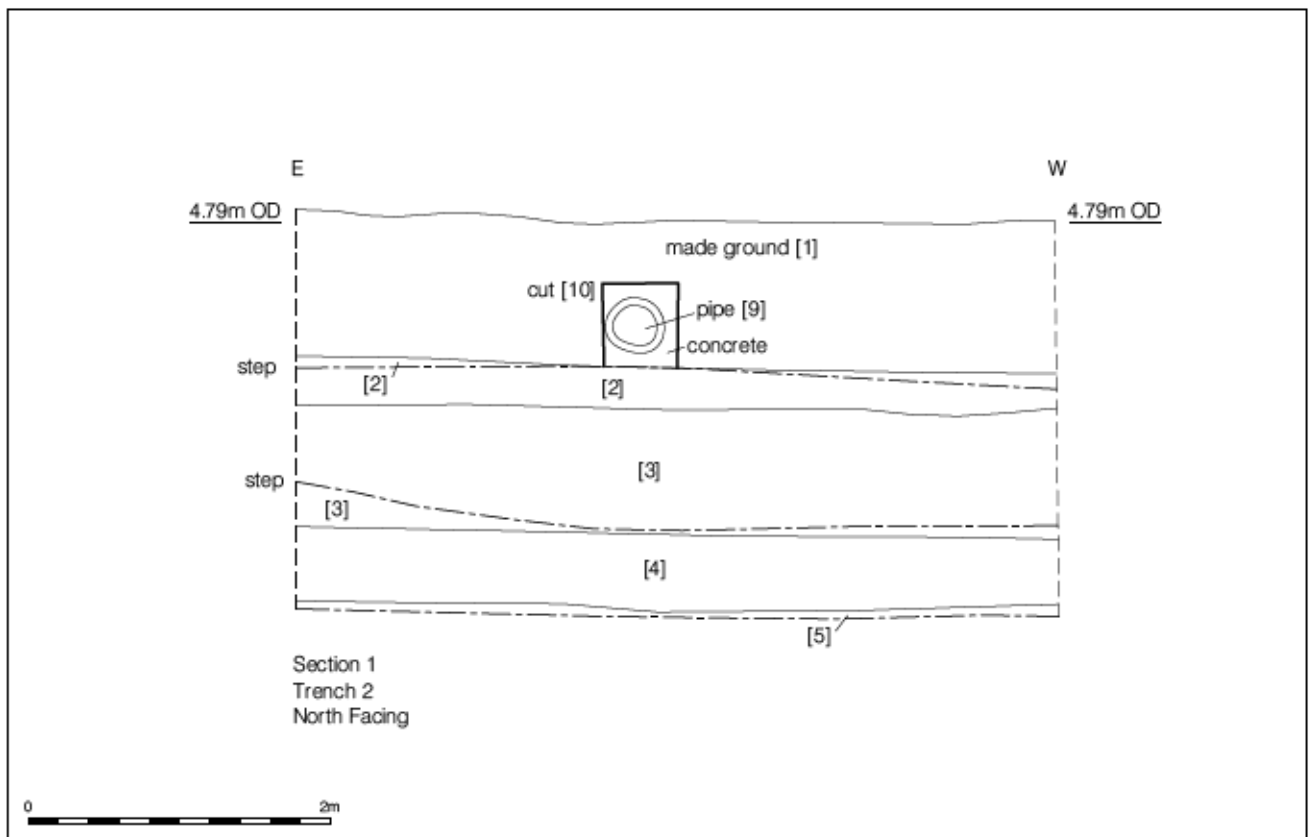 E W
4.79m OD 4.79m OD
made ground [1]
cut [10]
pipe [9]
concrete
step
[2] [2]
[3]
step
[3]
[4]
[5]
Section 1
Trench 2
North Facing
0 2m